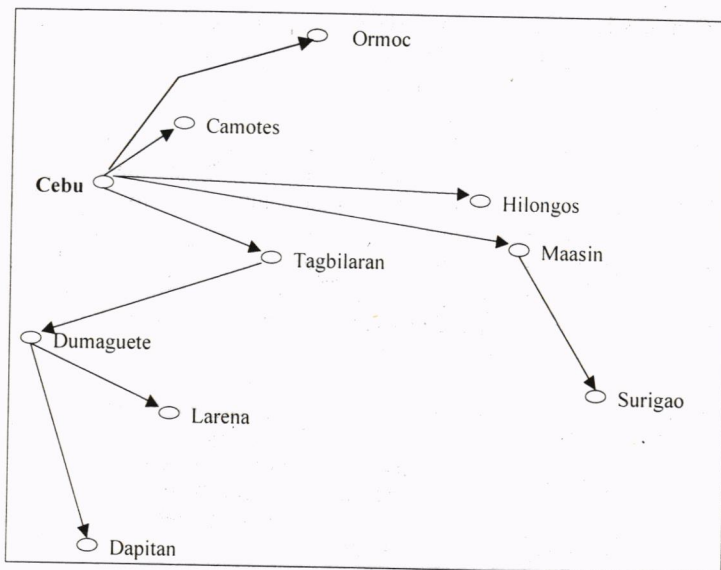 Ormoc
Camotes
Cebu
Hilongos
Maasin
Tagbilaran
Dumaguete
Surigao
Larena
Dapitan